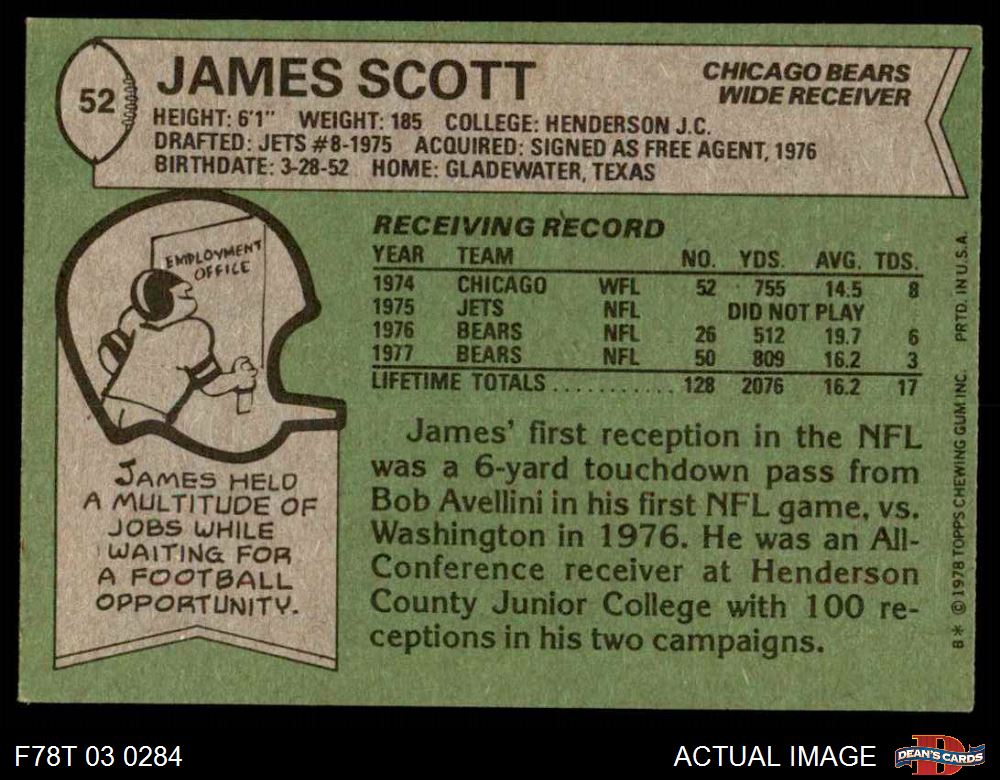 52
JAMES SCOTT
CHICAGO BEARS
WIDE RECEIVER
HEIGHT: 6'1" WEIGHT: 185 COLLEGE: HENDERSON J.C.
DRAFTED: JETS #8-1975 ACQUIRED: SIGNED AS FREE AGENT, 1976
BIRTHDATE: 3-28-52 HOME: GLADEWATER, TEXAS
EMPLOYMENT
OFFICE
JAMES HELD
A MULTITUDE OF
JOBS WHILE
WAITING FOR
A FOOTBALL
OPPORTUNITY.
RECEIVING RECORD
YEAR TEAM NO. YDS. AVG. TDS.
1974 CHICAGO WFL 52 755 14.5 8
1975 JETS NFL DID NOT PLAY
1976 BEARS NFL 26 512 19.7 6
1977 BEARS NFL 50 809 16.2 3
LIFETIME TOTALS ........... 128 2076 16.2 17
James' first reception in the NFL
was a 6-yard touchdown pass from
Bob Avellini in his first NFL game, vs.
Washington in 1976. He was an All-
Conference receiver at Henderson
County Junior College with 100 re-
ceptions in his two campaigns.
8* © 1978 TOPPS CHEWING GUM INC. PRTD. IN U.S.A.
F78T 03 0284
ACTUAL IMAGE
D
DEAN'S CARDS